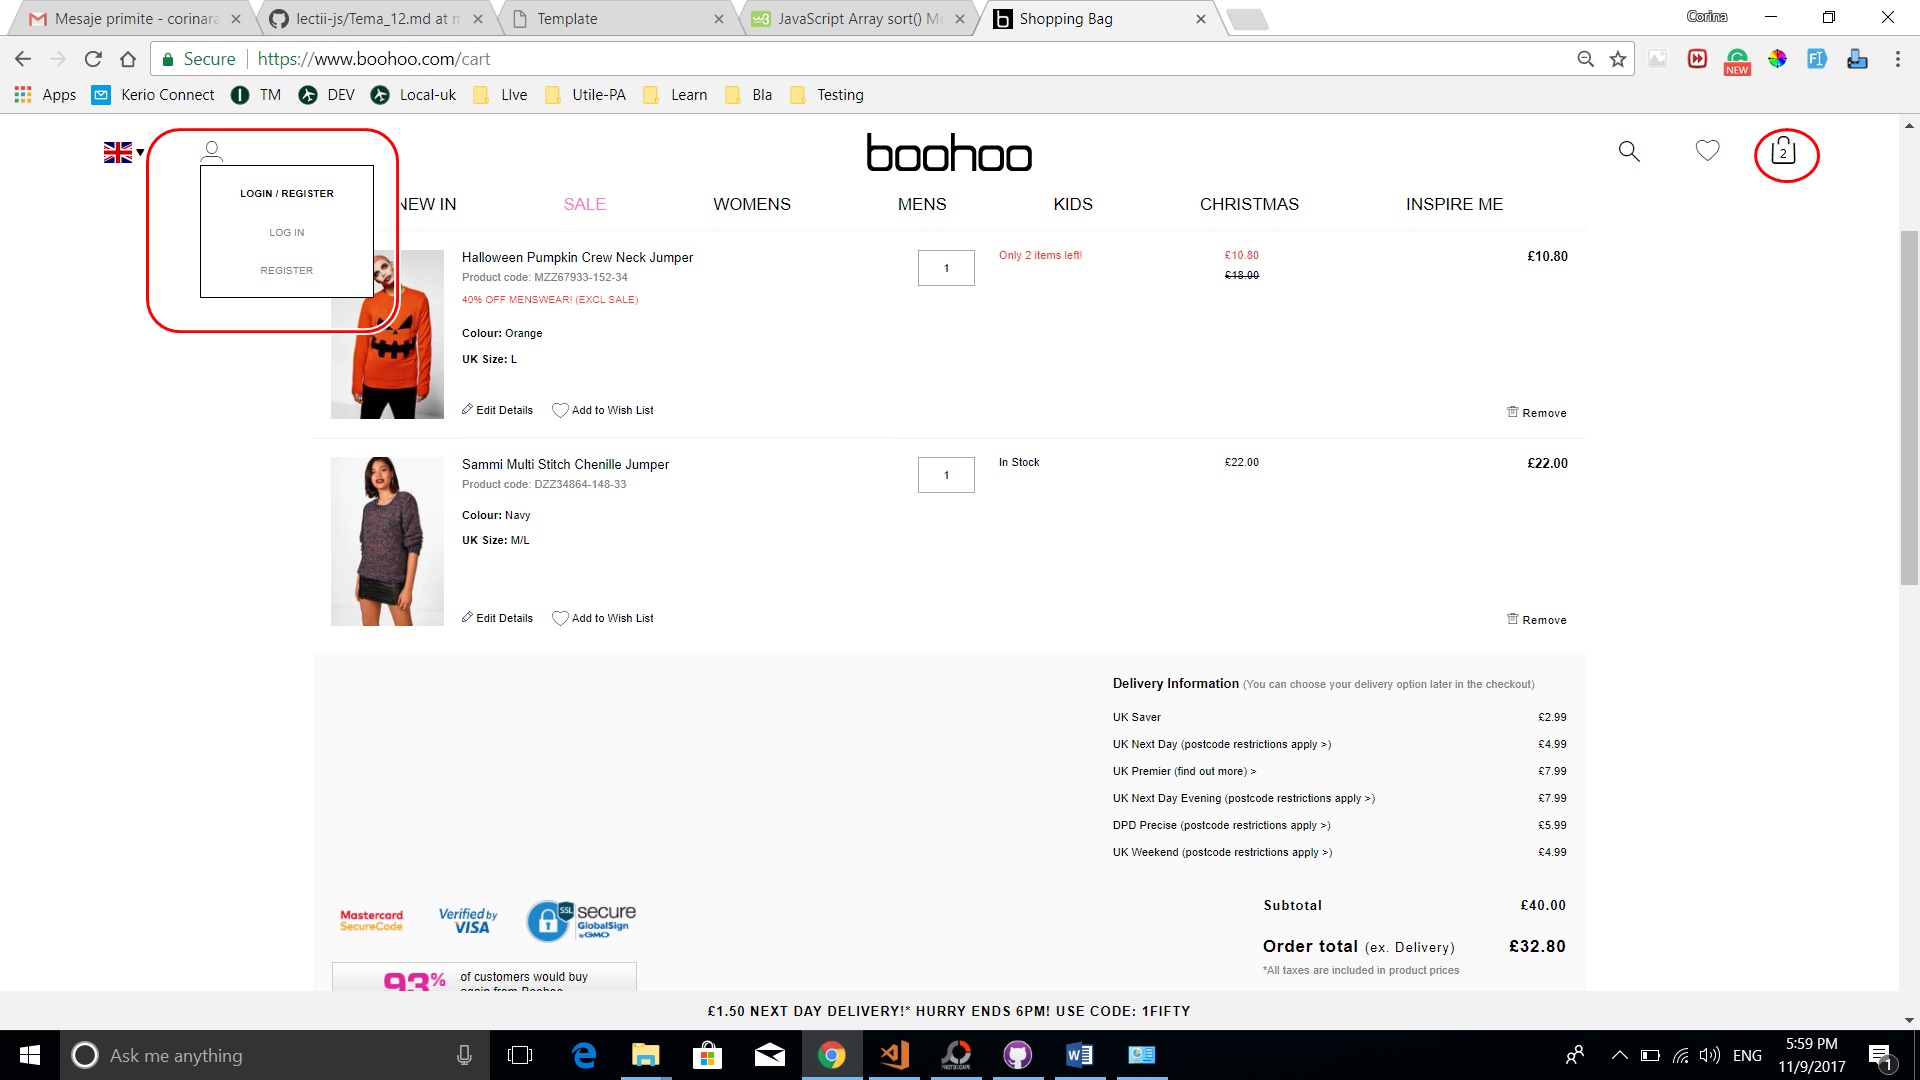 Mesaje primite - corinara
lectii-js/Tema_12.md at m
Template
JavaScript Array sort() Me
Shopping Bag
Corina
Secure
https://www.boohoo.com/cart
NEW
Apps
Kerio Connect
TM
DEV
Local-uk
LIve
Utile-PA
Learn
Bla
Testing
boohoo
2
LOGIN / REGISTER
LOG IN
REGISTER
NEW IN
SALE
WOMENS
MENS
KIDS
CHRISTMAS
INSPIRE ME
Halloween Pumpkin Crew Neck Jumper
Product code: MZZ67933-152-34
40% OFF MENSWEAR! (EXCL SALE)
Colour: Orange
UK Size: L
1
Only 2 items left!
£10.80
£18.00
£10.80
Edit Details
Add to Wish List
Remove
Sammi Multi Stitch Chenille Jumper
Product code: DZZ34864-148-33
Colour: Navy
UK Size: M/L
1
In Stock
£22.00
£22.00
Edit Details
Add to Wish List
Remove
Delivery Information (You can choose your delivery option later in the checkout)
UK Saver £2.99
UK Next Day (postcode restrictions apply >) £4.99
UK Premier (find out more) > £7.99
UK Next Day Evening (postcode restrictions apply >) £7.99
DPD Precise (postcode restrictions apply >) £5.99
UK Weekend (postcode restrictions apply >) £4.99
Mastercard
SecureCode
Verified by
VISA
SSL
secure
GlobalSign
by GMO
Subtotal £40.00
Order total (ex. Delivery) £32.80
*All taxes are included in product prices
93%
of customers would buy
again from Boohoo
£1.50 NEXT DAY DELIVERY!* HURRY ENDS 6PM! USE CODE: 1FIFTY
Ask me anything
ENG
5:59 PM
11/9/2017
1